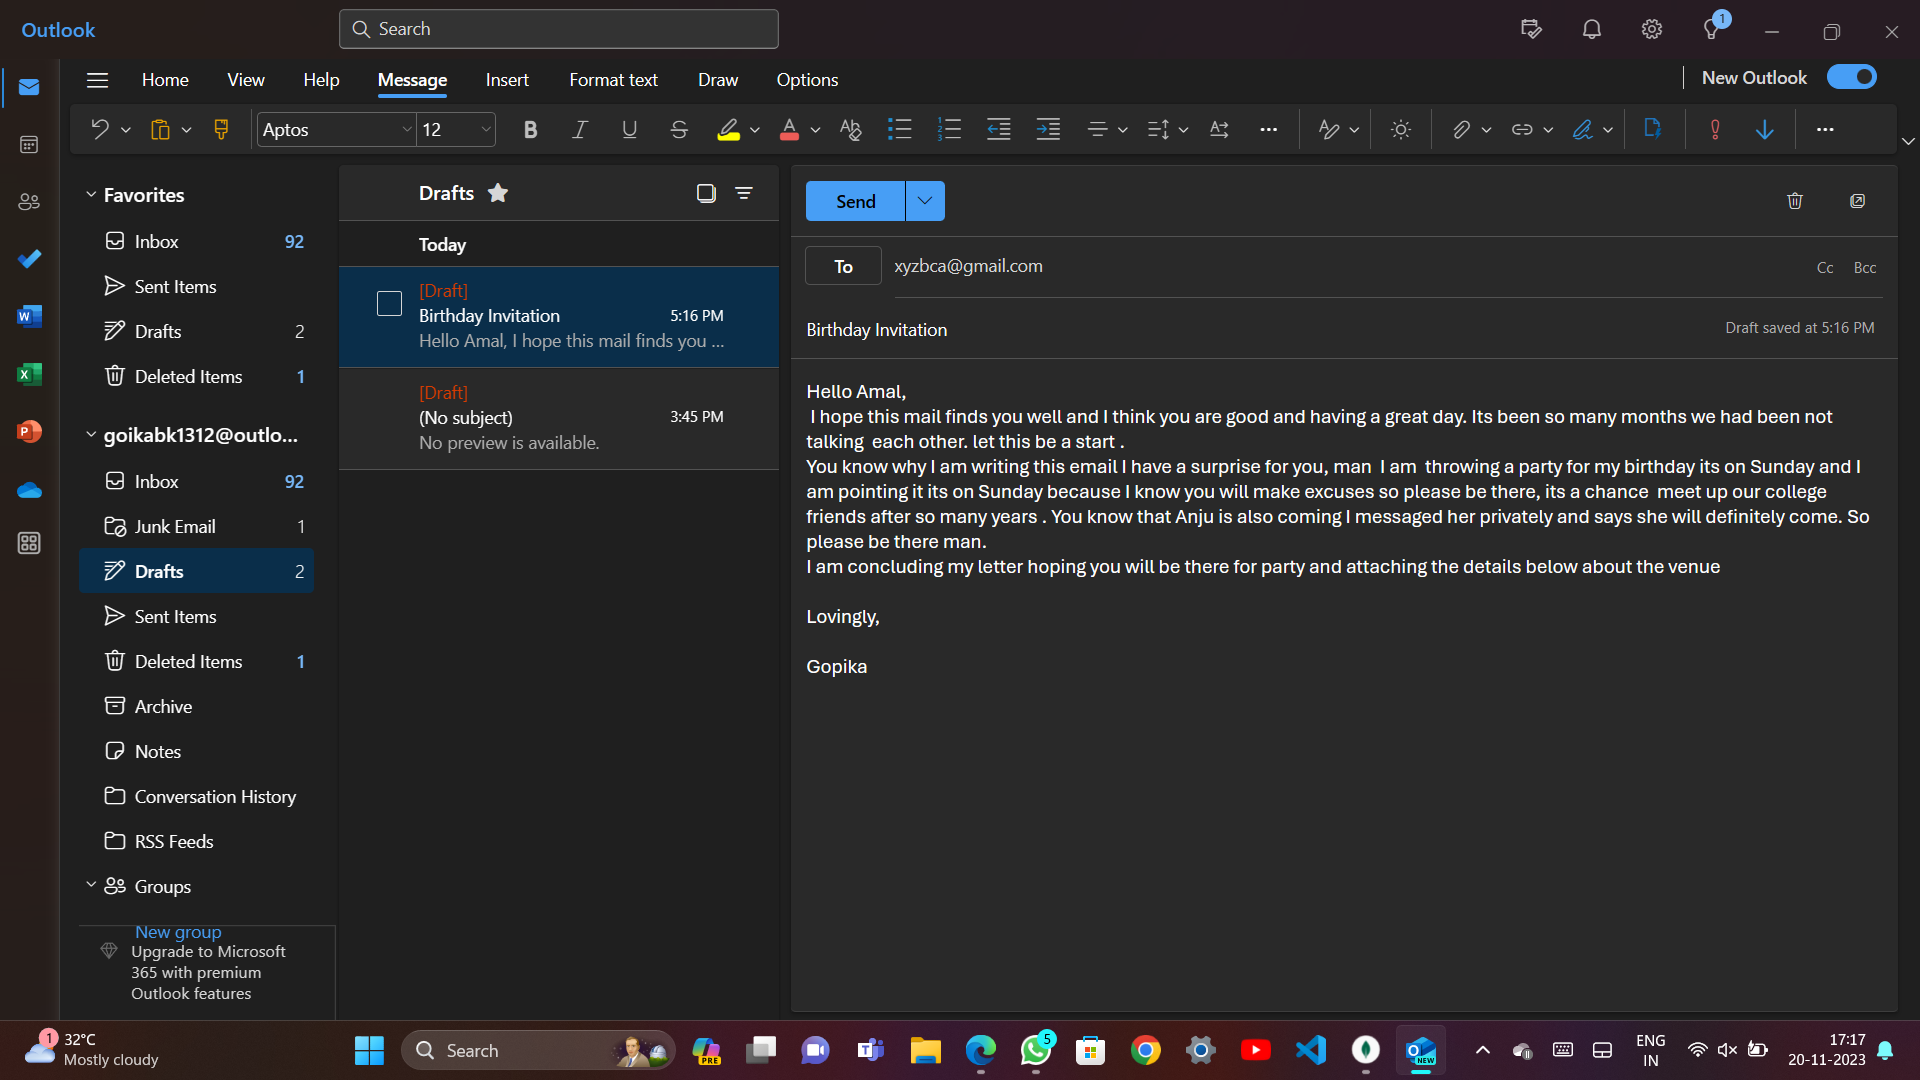 Outlook
Search
1
Home View Help Message Insert Format text Draw Options
New Outlook
Aptos 12
Favorites
Inbox 92
Sent Items
Drafts 2
Deleted Items 1
goikabk1312@outlo...
Inbox 92
Junk Email 1
Drafts 2
Sent Items
Deleted Items 1
Archive
Notes
Conversation History
RSS Feeds
Groups
New group
Upgrade to Microsoft
365 with premium
Outlook features
Drafts
Today
[Draft]
Birthday Invitation 5:16 PM
Hello Amal, I hope this mail finds you ...
[Draft]
(No subject) 3:45 PM
No preview is available.
Send
To xyzbca@gmail.com Cc Bcc
Birthday Invitation Draft saved at 5:16 PM
Hello Amal,
I hope this mail finds you well and I think you are good and having a great day. Its been so many months we had been not
talking each other. let this be a start .
You know why I am writing this email I have a surprise for you, man I am throwing a party for my birthday its on Sunday and I
am pointing it its on Sunday because I know you will make excuses so please be there, its a chance meet up our college
friends after so many years . You know that Anju is also coming I messaged her privately and says she will definitely come. So
please be there man.
I am concluding my letter hoping you will be there for party and attaching the details below about the venue
Lovingly,
Gopika
1 32°C
Mostly cloudy
Search
PRE
5
NEW
ENG
IN
17:17
20-11-2023